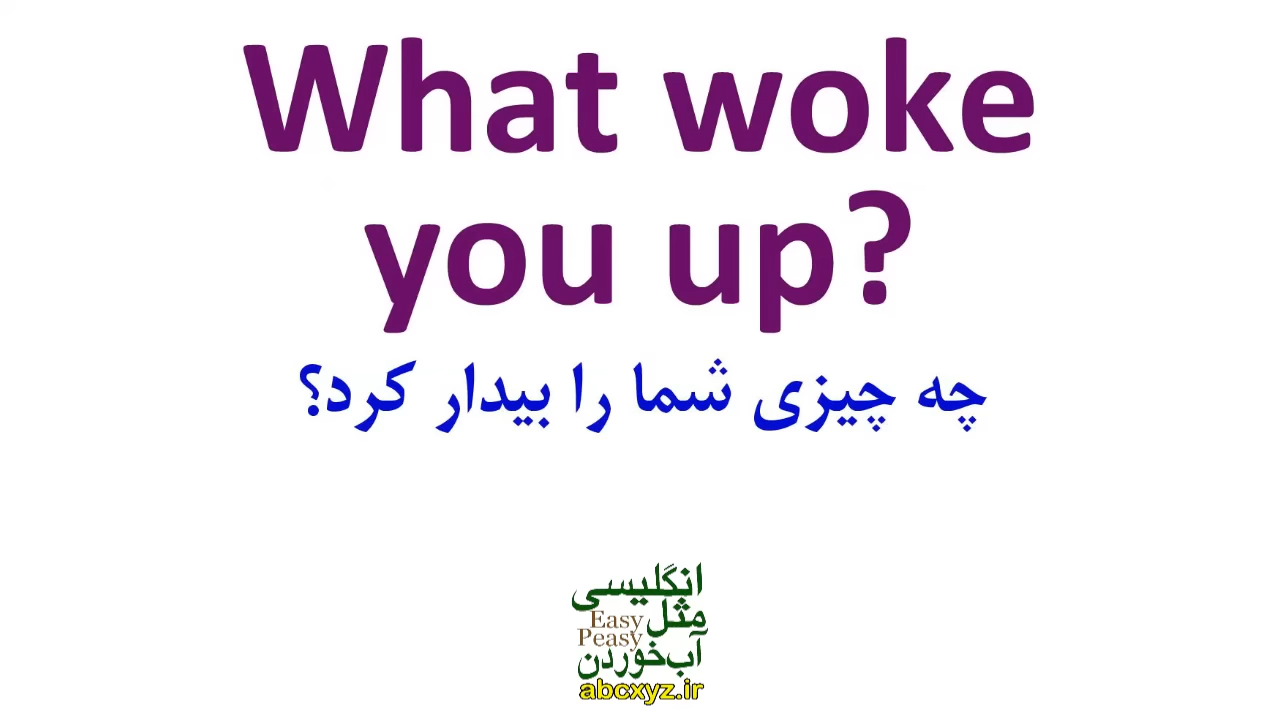 What woke
you up?
چه چیزی شما را بیدار کرد؟
انگلیسی
مثل
Easy
Peasy
آب‌خوردن
abcxyz.ir